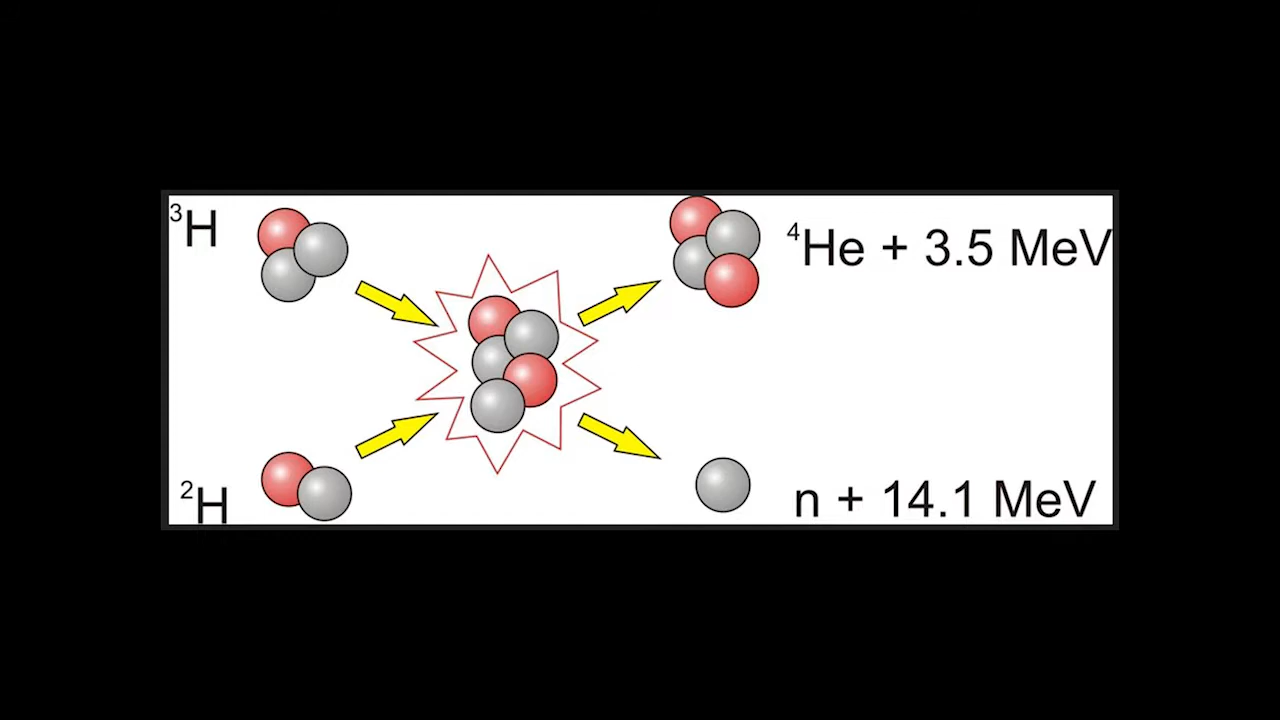 ³H
⁴He + 3.5 MeV
²H
n + 14.1 MeV